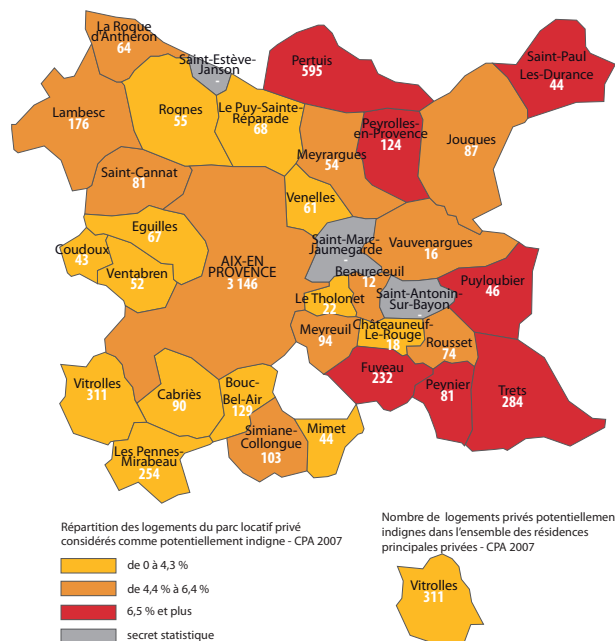 La Roque
d'Anthéron
64
Saint-Estève-
Janson
-
Pertuis
595
Saint-Paul
Les-Durance
44
Lambesc
176
Rognes
55
Le Puy-Sainte-
Réparade
68
Peyrolles-
en-Provence
124
Jouques
87
Meyrargues
54
Saint-Cannat
81
Venelles
61
Eguilles
67
Saint-Marc-
Jaumegarde
-
Vauvenargues
16
Coudoux
43
Ventabren
52
AIX-EN
PROVENCE
3 146
Beaureceuil
12
Saint-Antonin-
Sur-Bayon
-
Puyloubier
46
Le Tholonet
22
Châteauneuf-
Le-Rouge
18
Meyreuil
94
Rousset
74
Vitrolles
311
Cabriès
90
Bouc-
Bel-Air
129
Fuveau
232
Peynier
81
Trets
284
Simiane-
Collongue
103
Mimet
44
Les Pennes-
Mirabeau
254
Répartition des logements du parc locatif privé
considérés comme potentiellement indigne - CPA 2007
de 0 à 4,3 %
de 4,4 % à 6,4 %
6,5 % et plus
secret statistique
Nombre de logements privés potentiellemen
indignes dans l'ensemble des résidences
principales privées - CPA 2007
Vitrolles
311